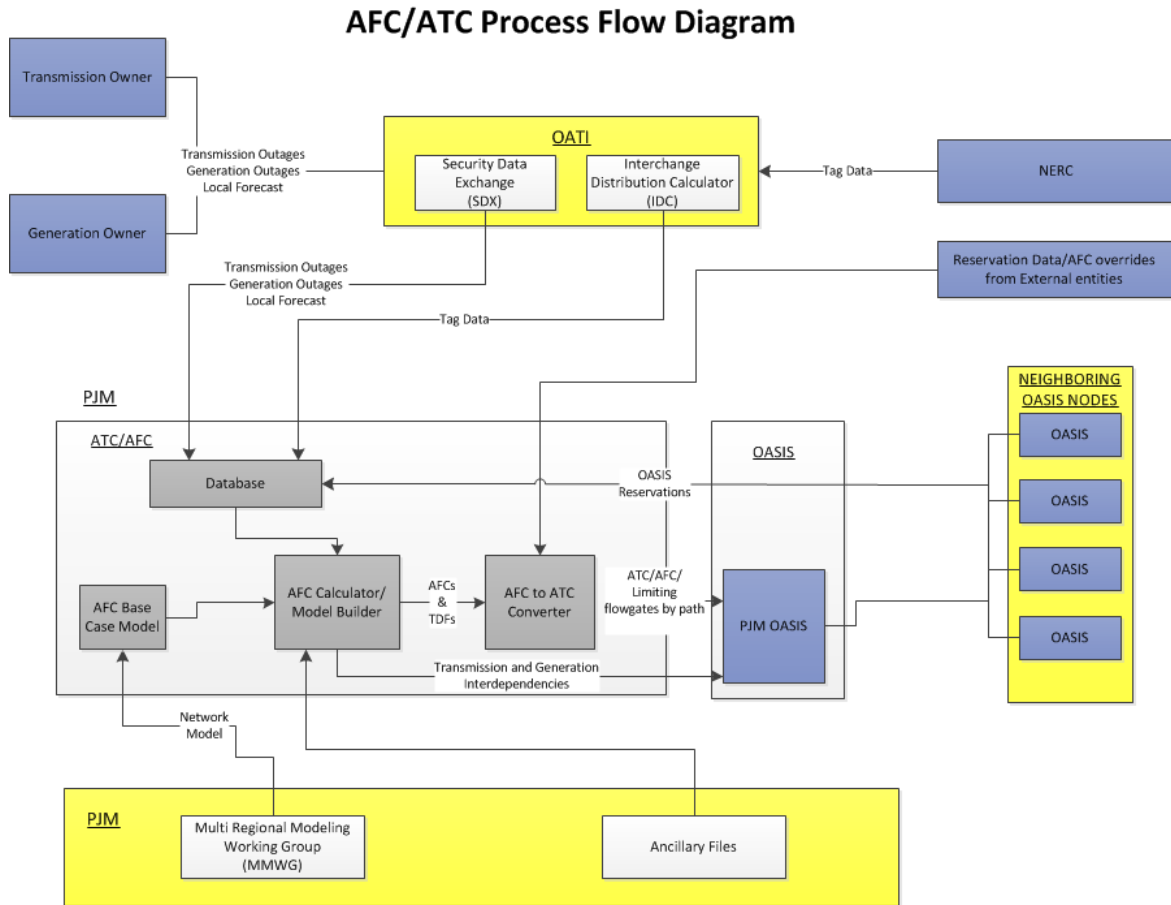 AFC/ATC Process Flow Diagram
Transmission Owner
OATI
Transmission Outages
Generation Outages
Local Forecast
Security Data
Exchange
(SDX)
Interchange
Distribution Calculator
(IDC)
Tag Data
NERC
Generation Owner
Reservation Data/AFC overrides
from External entities
Transmission Outages
Generation Outages
Local Forecast
Tag Data
PJM
NEIGHBORING
OASIS NODES
ATC/AFC
OASIS
OASIS
Database
OASIS
Reservations
OASIS
AFC Base
Case Model
AFC Calculator/
Model Builder
AFCs
&
TDFs
AFC to ATC
Converter
ATC/AFC/
Limiting
flowgates by path
PJM OASIS
OASIS
OASIS
Transmission and Generation
Interdependencies
Network
Model
PJM
Multi Regional Modeling
Working Group
(MMWG)
Ancillary Files